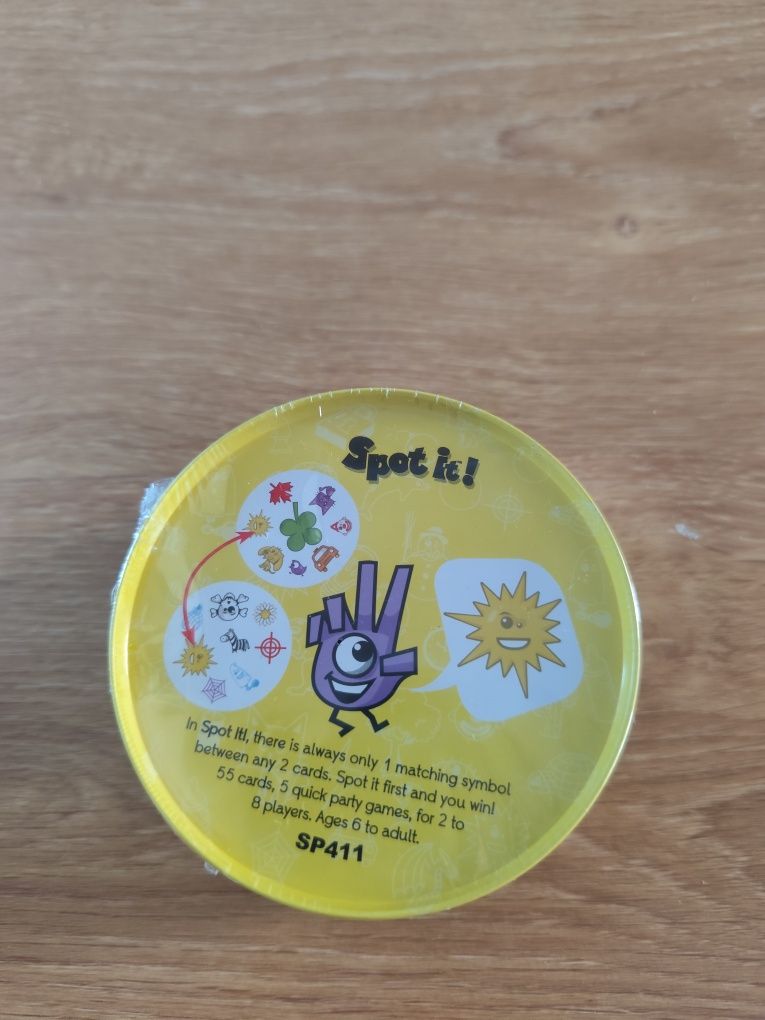 Spot it!
In Spot It!, there is always only 1 matching symbol
between any 2 cards. Spot it first and you win!
55 cards, 5 quick party games, for 2 to
8 players. Ages 6 to adult.
SP411